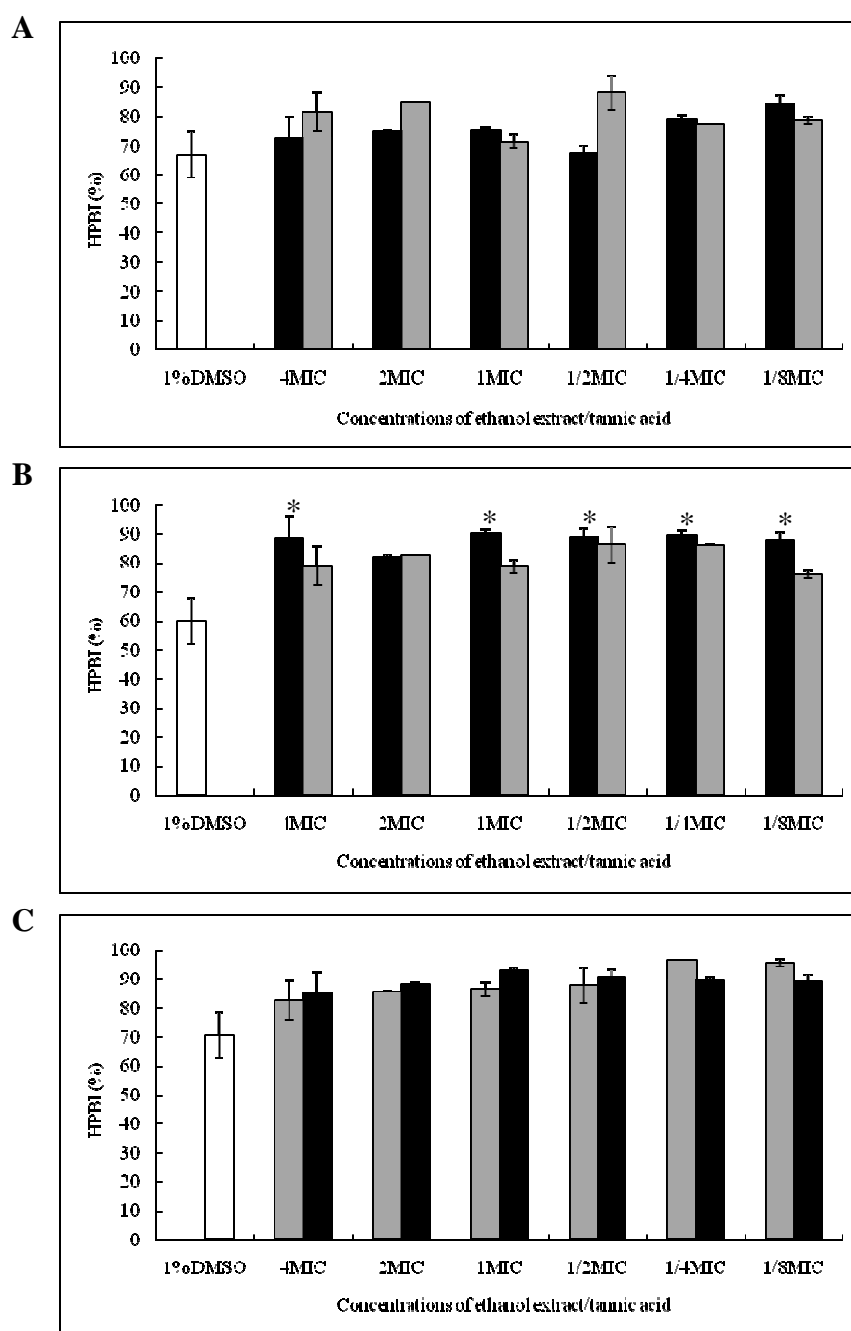 A
HPBI (%)
100
90
80
70
60
50
40
30
20
10
0
1%DMSO 4MIC 2MIC 1MIC 1/2MIC 1/4MIC 1/8MIC
Concentrations of ethanol extract/tannic acid
B
HPBI (%)
100
90
80
70
60
50
40
30
20
10
0
* * * * *
1%DMSO 4MIC 2MIC 1MIC 1/2MIC 1/4MIC 1/8MIC
Concentrations of ethanol extract/tannic acid
C
HPBI (%)
100
90
80
70
60
50
40
30
20
10
0
1%DMSO 4MIC 2MIC 1MIC 1/2MIC 1/4MIC 1/8MIC
Concentrations of ethanol extract/tannic acid